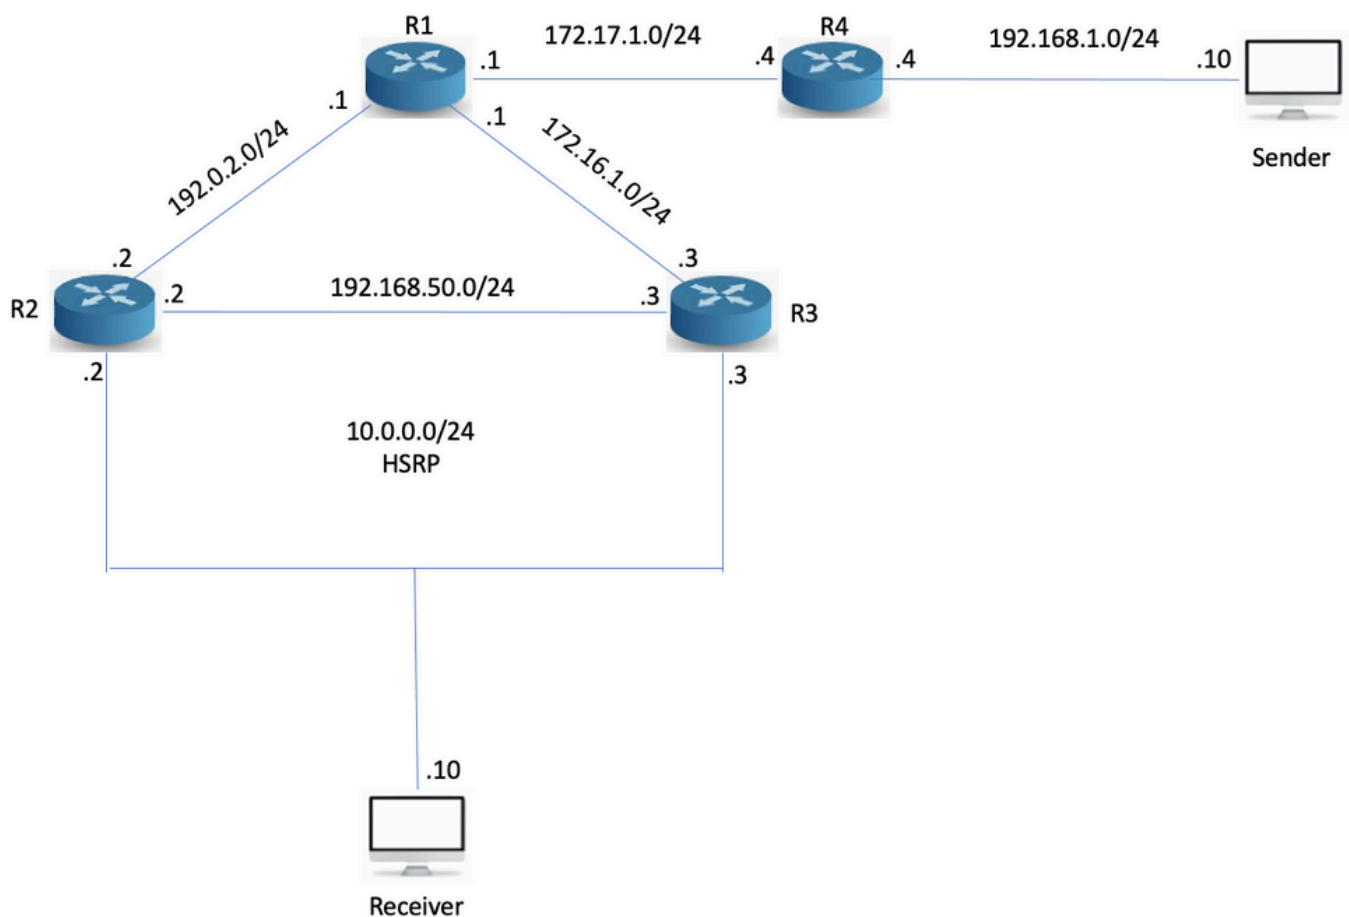 R1
172.17.1.0/24
R4
192.168.1.0/24
.1
.4
.4
.10
.1
.1
192.0.2.0/24
172.16.1.0/24
Sender
.2
.3
R2
.2
192.168.50.0/24
.3
R3
.2
.3
10.0.0.0/24
HSRP
.10
Receiver